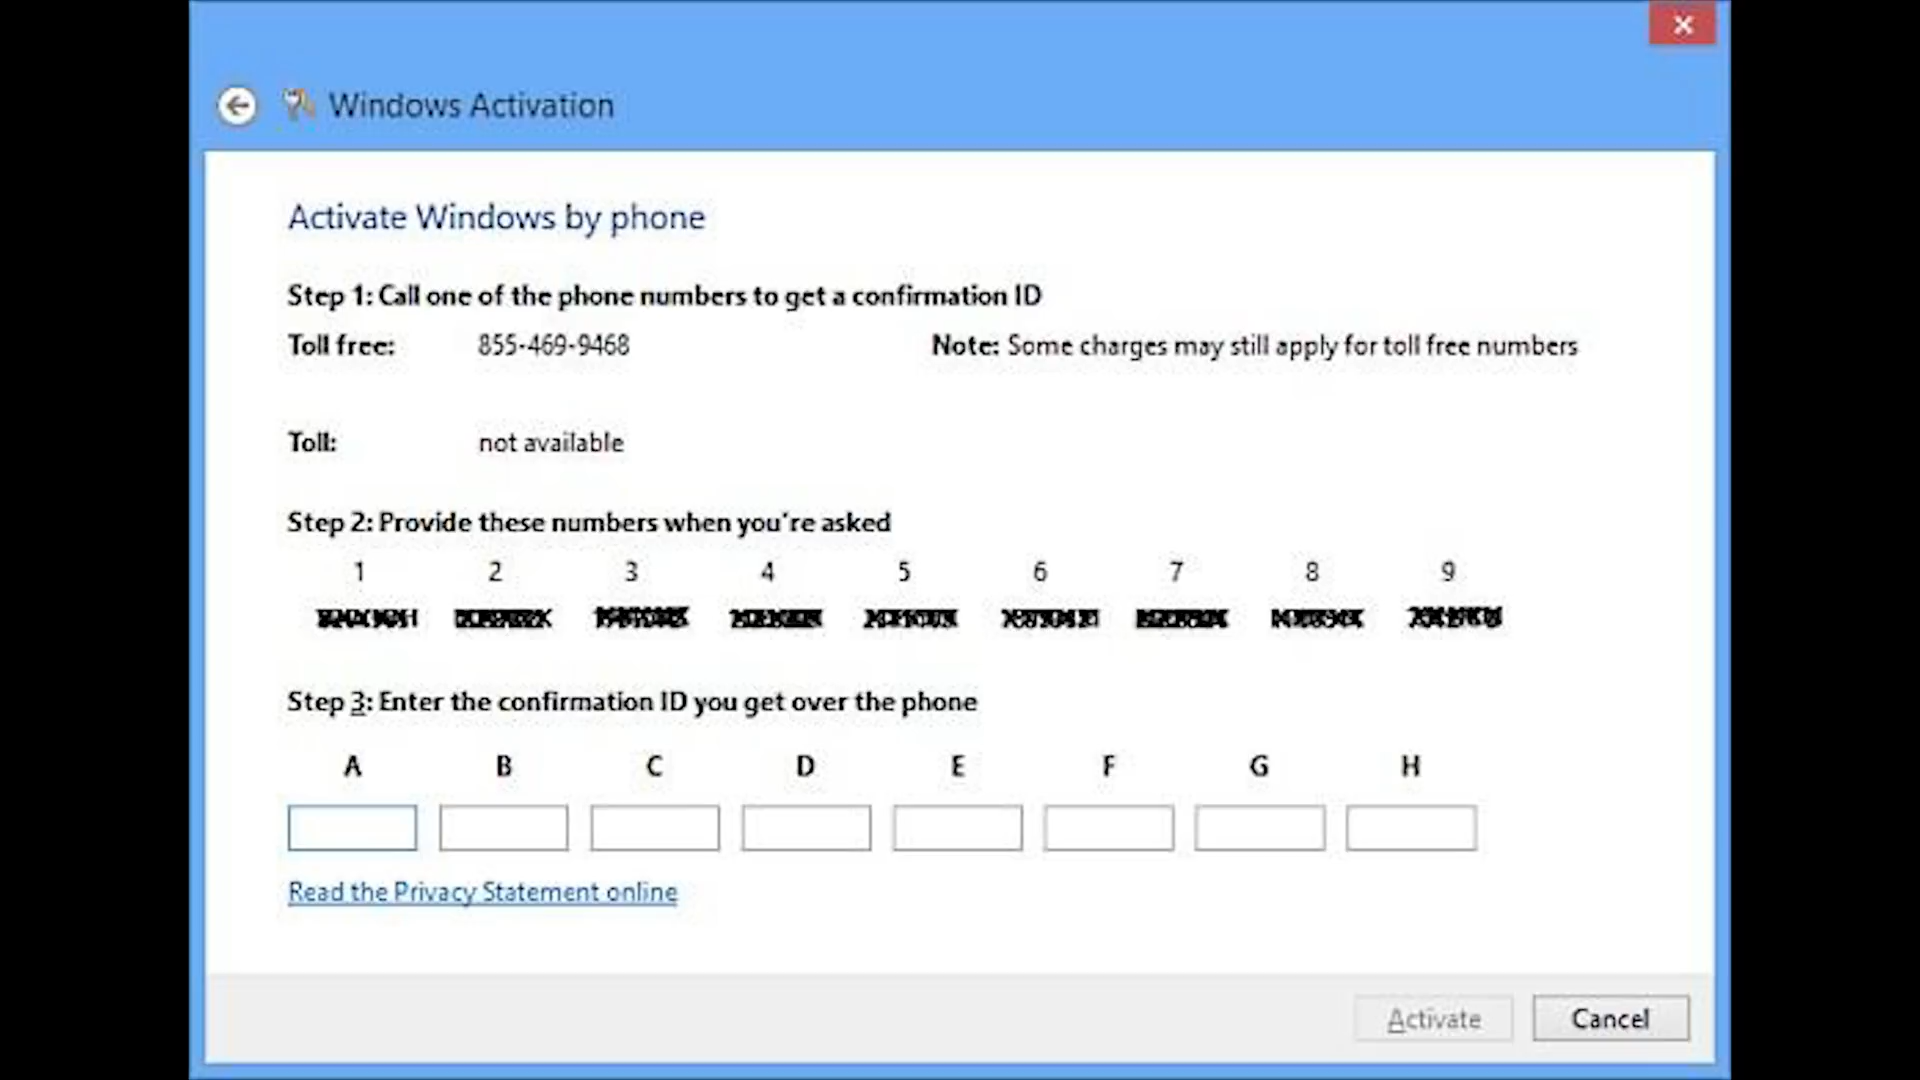 Windows Activation
Activate Windows by phone
Step 1: Call one of the phone numbers to get a confirmation ID
Toll free: 855-469-9468 Note: Some charges may still apply for toll free numbers
Toll: not available
Step 2: Provide these numbers when you're asked
1 2 3 4 5 6 7 8 9
Step 3: Enter the confirmation ID you get over the phone
A B C D E F G H
Read the Privacy Statement online
Activate Cancel